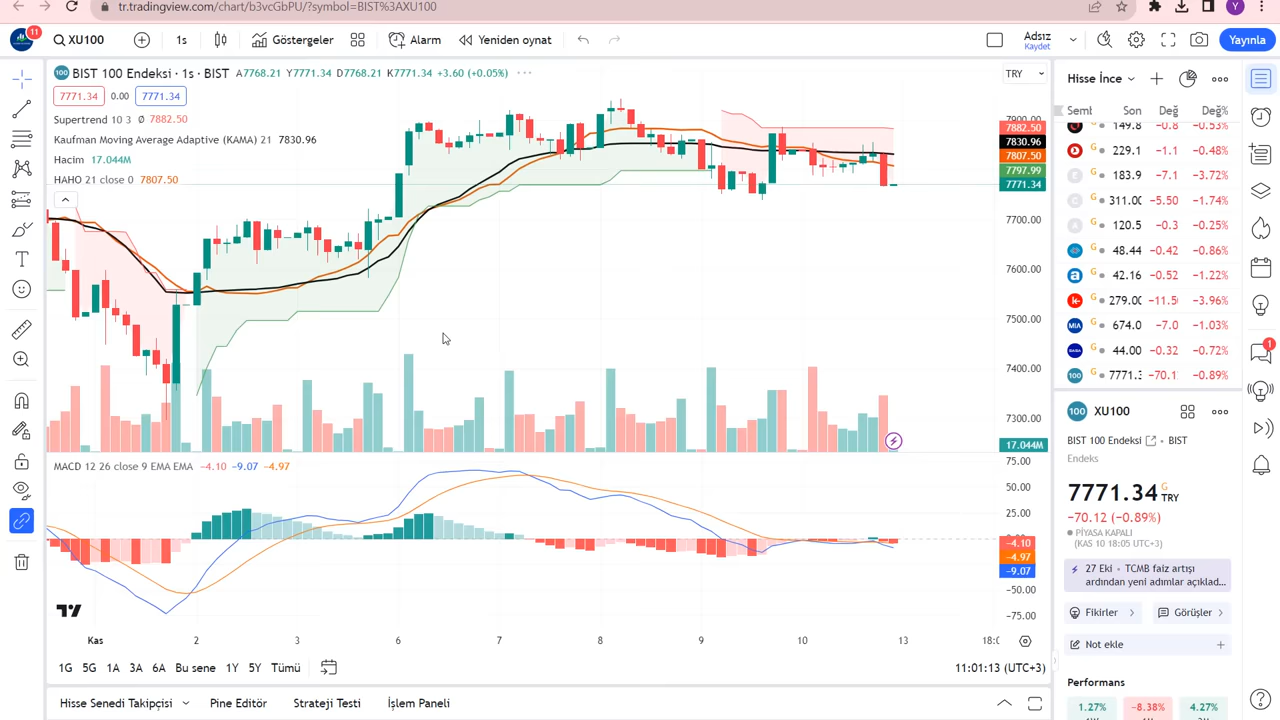 tr.tradingview.com/chart/b3vcGbPU/?symbol=BIST%3AXU100
Y
11
XU100
1s
Göstergeler
Alarm
Yeniden oynat
Adsız
Kaydet
Yayınla
100 BIST 100 Endeksi · 1s · BIST A7768.21 Y7771.34 D7768.21 K7771.34 +3.60 (+0.05%)
TRY
7771.34 0.00 7771.34
Supertrend 10 3 Ø 7882.50
Kaufman Moving Average Adaptive (KAMA) 21 7830.96
Hacim 17.044M
HAHO 21 close 0 7807.50
7900.00
7882.50
7830.96
7807.50
7797.99
7771.34
7700.00
7600.00
7500.00
7400.00
7300.00
17.044M
MACD 12 26 close 9 EMA EMA −4.10 −9.07 −4.97
75.00
50.00
25.00
−4.10
−4.97
−9.07
−50.00
−75.00
Kas 2 3 6 7 8 9 10 13 18:0
1G 5G 1A 3A 6A Bu sene 1Y 5Y Tümü
11:01:13 (UTC+3)
Hisse Senedi Takipçisi Pine Editör Strateji Testi İşlem Paneli
Hisse İnce
Semt Son Değ Değ%
149.8 −0.8 −0.53%
229.1 −1.1 −0.48%
183.9 −7.1 −3.72%
311.00 −5.50 −1.74%
120.5 −0.3 −0.25%
48.44 −0.42 −0.86%
42.16 −0.52 −1.22%
279.00 −11.5 −3.96%
MIA 674.0 −7.0 −1.03%
44.00 −0.32 −0.72%
100 7771.3 −70.1 −0.89%
1
100 XU100
BIST 100 Endeksi · BIST
Endeks
7771.34 G TRY
−70.12 (−0.89%)
PİYASA KAPALI
(KAS 10 18:05 UTC+3)
27 Eki · TCMB faiz artışı
ardından yeni adımlar açıklad...
Fikirler
Görüşler
Not ekle
Performans
1.27% −8.38% 4.27%